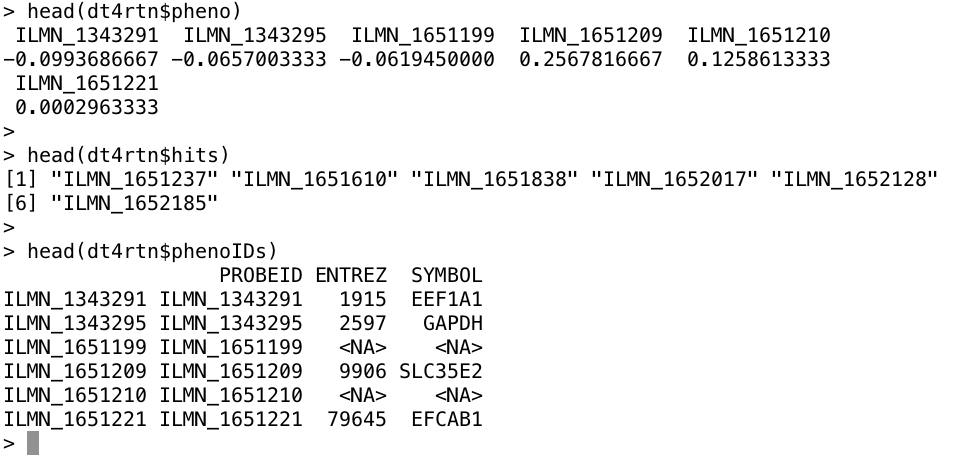 > head(dt4rtn$pheno)
 ILMN_1343291  ILMN_1343295  ILMN_1651199  ILMN_1651209  ILMN_1651210
-0.0993686667 -0.0657003333 -0.0619450000  0.2567816667  0.1258613333
 ILMN_1651221
 0.0002963333
>
> head(dt4rtn$hits)
[1] "ILMN_1651237" "ILMN_1651610" "ILMN_1651838" "ILMN_1652017" "ILMN_1652128"
[6] "ILMN_1652185"
>
> head(dt4rtn$phenoIDs)
                  PROBEID ENTREZ  SYMBOL
ILMN_1343291 ILMN_1343291   1915  EEF1A1
ILMN_1343295 ILMN_1343295   2597   GAPDH
ILMN_1651199 ILMN_1651199   <NA>    <NA>
ILMN_1651209 ILMN_1651209   9906 SLC35E2
ILMN_1651210 ILMN_1651210   <NA>    <NA>
ILMN_1651221 ILMN_1651221  79645  EFCAB1
>